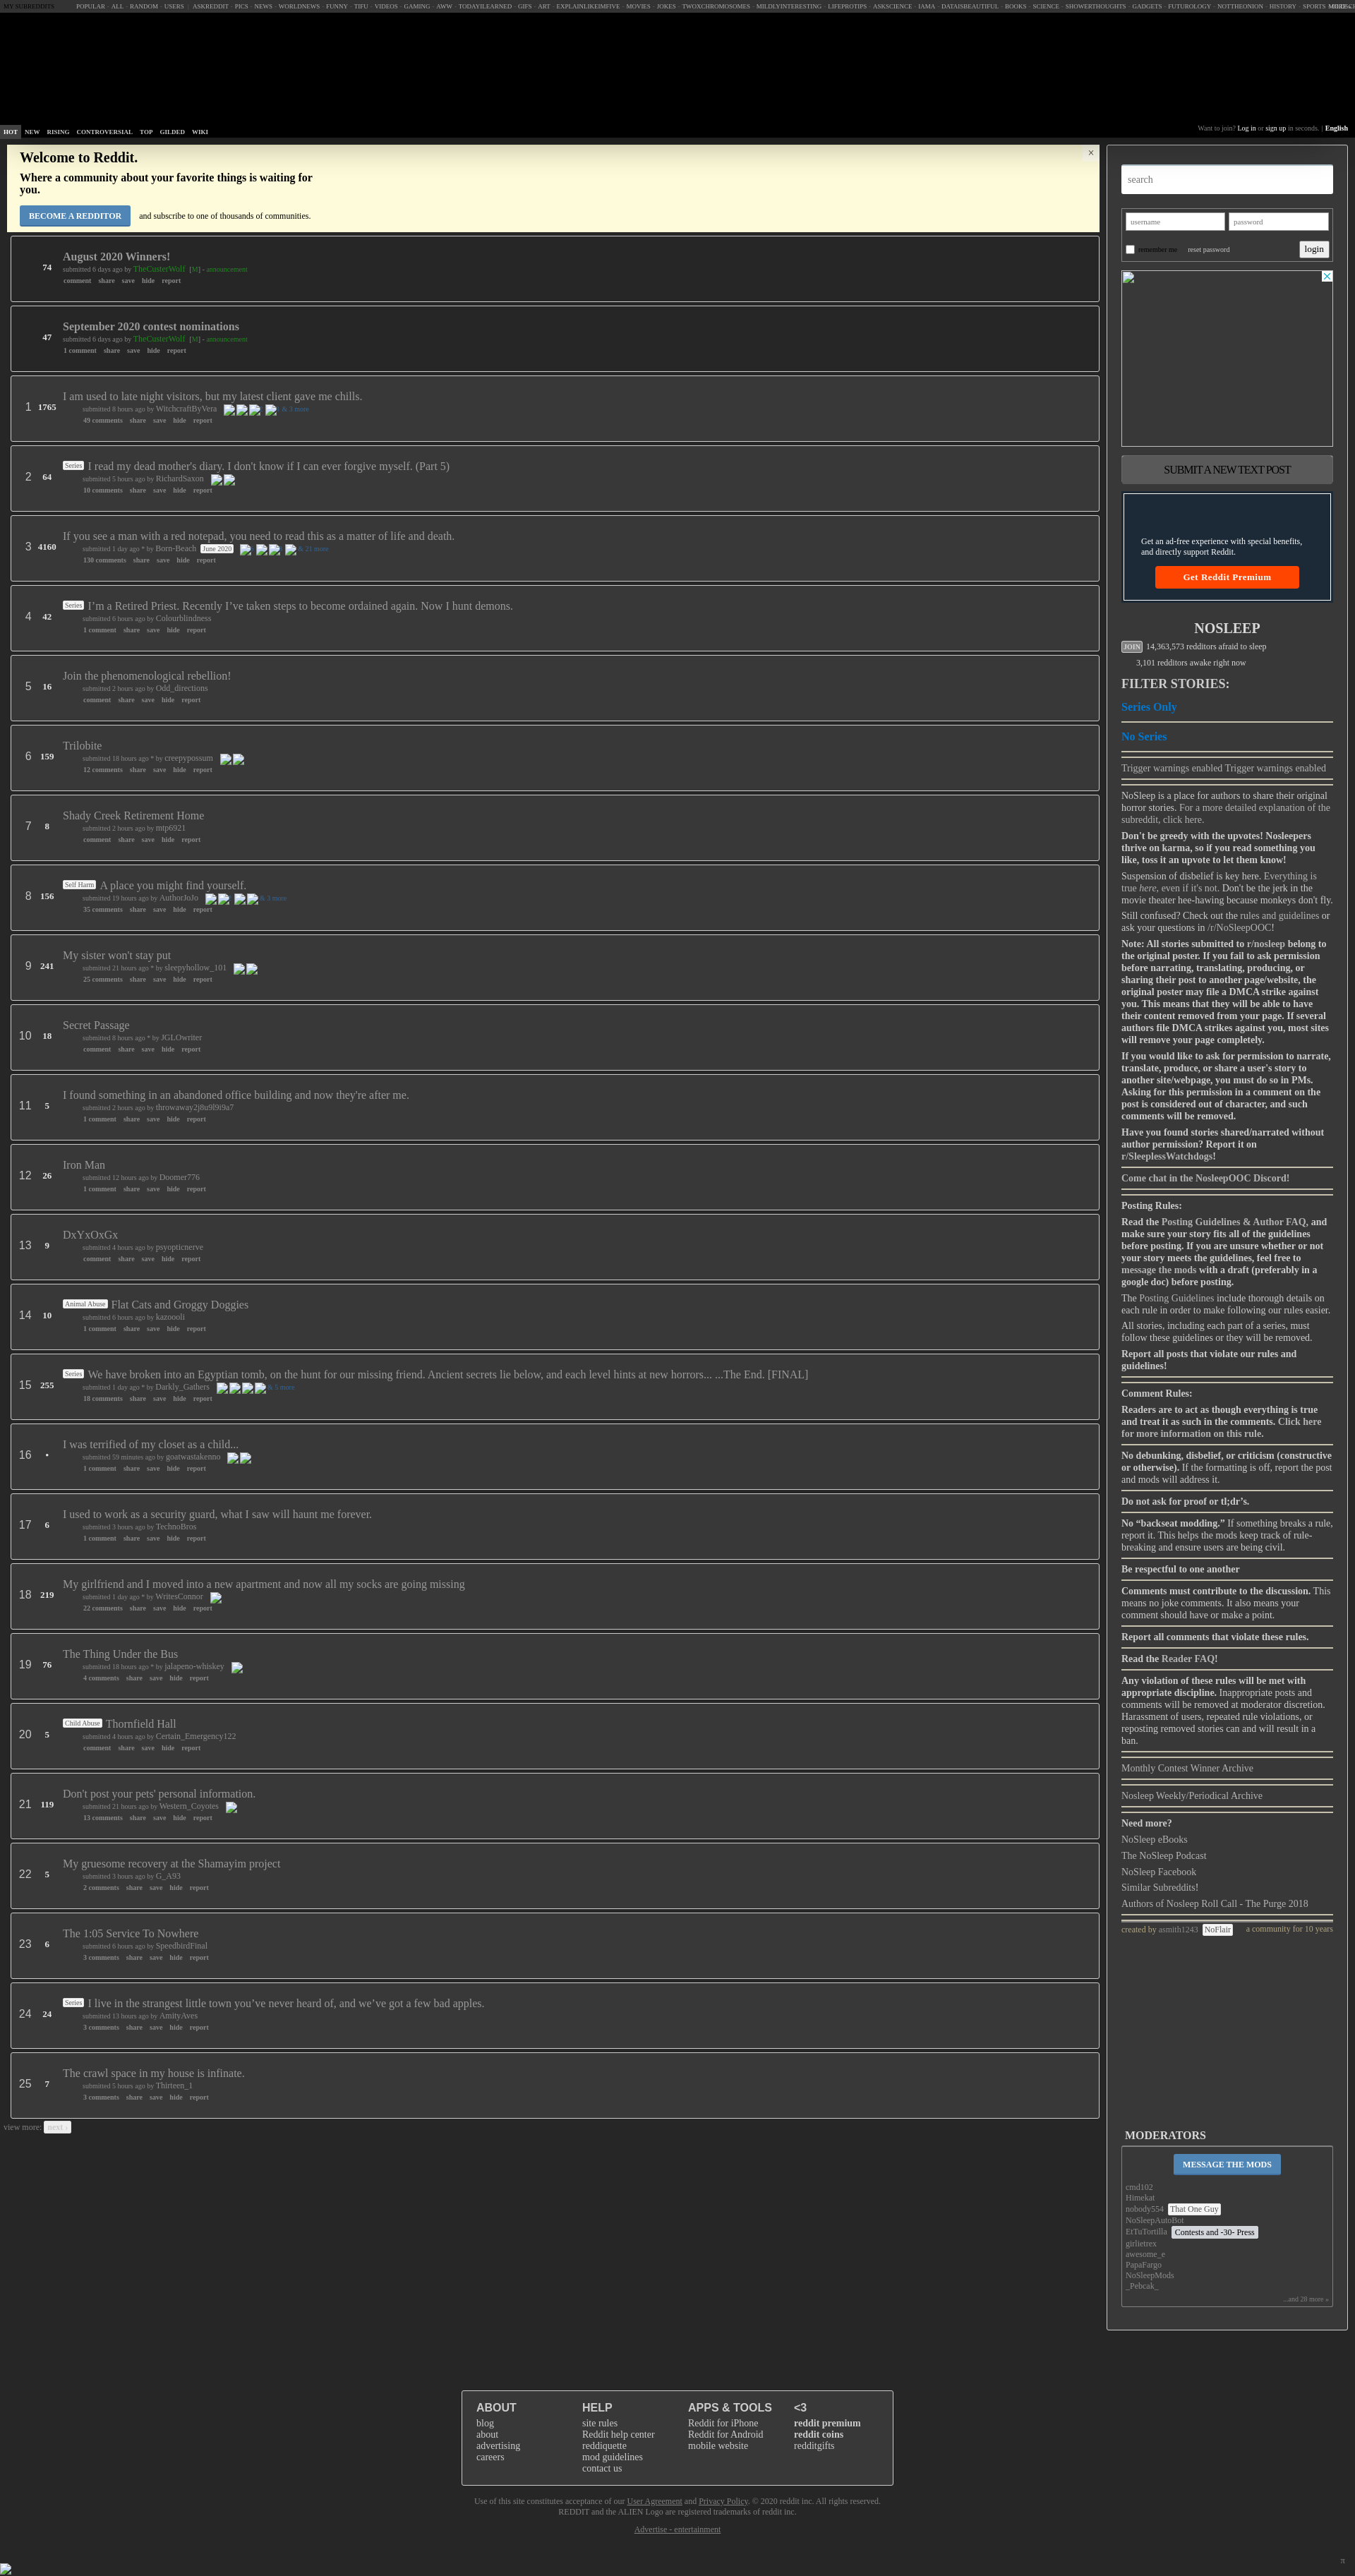 MY SUBREDDITS POPULAR - ALL - RANDOM - USERS | ASKREDDIT - PICS - NEWS - WORLDNEWS - FUNNY - TIFU - VIDEOS - GAMING - AWW - TODAYILEARNED - GIFS - ART - EXPLAINLIKEIMFIVE - MOVIES - JOKES - TWOXCHROMOSOMES - MILDLYINTERESTING - LIFEPROTIPS - ASKSCIENCE - IAMA - DATAISBEAUTIFUL - BOOKS - SCIENCE - SHOWERTHOUGHTS - GADGETS - FUTUROLOGY - NOTTHEONION - HISTORY - SPORTS
HOT NEW RISING CONTROVERSIAL TOP GILDED WIKI
Want to join? Log in or sign up in seconds. | English
Welcome to Reddit.
×
Where a community about your favorite things is waiting for
you.
BECOME A REDDITOR and subscribe to one of thousands of communities.
74
August 2020 Winners!
submitted 6 days ago by TheCusterWolf [M] - announcement
comment share save hide report
47
September 2020 contest nominations
submitted 6 days ago by TheCusterWolf [M] - announcement
1 comment share save hide report
1 1765
I am used to late night visitors, but my latest client gave me chills.
submitted 8 hours ago by WitchcraftByVera & 3 more
49 comments share save hide report
2 64
Series I read my dead mother's diary. I don't know if I can ever forgive myself. (Part 5)
submitted 5 hours ago by RichardSaxon
10 comments share save hide report
3 4160
If you see a man with a red notepad, you need to read this as a matter of life and death.
submitted 1 day ago * by Born-Beach June 2020 & 21 more
130 comments share save hide report
4 42
Series I’m a Retired Priest. Recently I’ve taken steps to become ordained again. Now I hunt demons.
submitted 6 hours ago by Colourblindness
1 comment share save hide report
5 16
Join the phenomenological rebellion!
submitted 2 hours ago by Odd_directions
comment share save hide report
6 159
Trilobite
submitted 18 hours ago * by creepypossum
12 comments share save hide report
7 8
Shady Creek Retirement Home
submitted 2 hours ago by mtp6921
comment share save hide report
8 156
Self Harm A place you might find yourself.
submitted 19 hours ago by AuthorJoJo & 3 more
35 comments share save hide report
9 241
My sister won't stay put
submitted 21 hours ago * by sleepyhollow_101
25 comments share save hide report
10 18
Secret Passage
submitted 8 hours ago * by JGLOwriter
comment share save hide report
11 5
I found something in an abandoned office building and now they're after me.
submitted 2 hours ago by throwaway2j8u9l9i9a7
1 comment share save hide report
12 26
Iron Man
submitted 12 hours ago by Doomer776
1 comment share save hide report
13 9
DxYxOxGx
submitted 4 hours ago by psyopticnerve
comment share save hide report
14 10
Animal Abuse Flat Cats and Groggy Doggies
submitted 6 hours ago by kazoooli
1 comment share save hide report
15 255
Series We have broken into an Egyptian tomb, on the hunt for our missing friend. Ancient secrets lie below, and each level hints at new horrors... ...The End. [FINAL]
submitted 1 day ago * by Darkly_Gathers & 5 more
18 comments share save hide report
16 •
I was terrified of my closet as a child...
submitted 59 minutes ago by goatwastakenno
1 comment share save hide report
17 6
I used to work as a security guard, what I saw will haunt me forever.
submitted 3 hours ago by TechnoBros
1 comment share save hide report
18 219
My girlfriend and I moved into a new apartment and now all my socks are going missing
submitted 1 day ago * by WritesConnor
22 comments share save hide report
19 76
The Thing Under the Bus
submitted 18 hours ago * by jalapeno-whiskey
4 comments share save hide report
20 5
Child Abuse Thornfield Hall
submitted 4 hours ago by Certain_Emergency122
comment share save hide report
21 119
Don't post your pets' personal information.
submitted 21 hours ago by Western_Coyotes
13 comments share save hide report
22 5
My gruesome recovery at the Shamayim project
submitted 3 hours ago by G_A93
2 comments share save hide report
23 6
The 1:05 Service To Nowhere
submitted 6 hours ago by SpeedbirdFinal
3 comments share save hide report
24 24
Series I live in the strangest little town you’ve never heard of, and we’ve got a few bad apples.
submitted 13 hours ago by AmityAves
3 comments share save hide report
25 7
The crawl space in my house is infinate.
submitted 5 hours ago by Thirteen_1
3 comments share save hide report
view more: next ›
search
username password
remember me reset password login
SUBMIT A NEW TEXT POST
Get an ad-free experience with special benefits,
and directly support Reddit.
Get Reddit Premium
NOSLEEP
JOIN 14,363,573 redditors afraid to sleep
3,101 redditors awake right now
FILTER STORIES:
Series Only
No Series
Trigger warnings enabled Trigger warnings enabled
NoSleep is a place for authors to share their original
horror stories. For a more detailed explanation of the
subreddit, click here.
Don't be greedy with the upvotes! Nosleepers
thrive on karma, so if you read something you
like, toss it an upvote to let them know!
Suspension of disbelief is key here. Everything is
true here, even if it's not. Don't be the jerk in the
movie theater hee-hawing because monkeys don't fly.
Still confused? Check out the rules and guidelines or
ask your questions in /r/NoSleepOOC!
Note: All stories submitted to r/nosleep belong to
the original poster. If you fail to ask permission
before narrating, translating, producing, or
sharing their post to another page/website, the
original poster may file a DMCA strike against
you. This means that they will be able to have
their content removed from your page. If several
authors file DMCA strikes against you, most sites
will remove your page completely.
If you would like to ask for permission to narrate,
translate, produce, or share a user's story to
another site/webpage, you must do so in PMs.
Asking for this permission in a comment on the
post is considered out of character, and such
comments will be removed.
Have you found stories shared/narrated without
author permission? Report it on
r/SleeplessWatchdogs!
Come chat in the NosleepOOC Discord!
Posting Rules:
Read the Posting Guidelines & Author FAQ, and
make sure your story fits all of the guidelines
before posting. If you are unsure whether or not
your story meets the guidelines, feel free to
message the mods with a draft (preferably in a
google doc) before posting.
The Posting Guidelines include thorough details on
each rule in order to make following our rules easier.
All stories, including each part of a series, must
follow these guidelines or they will be removed.
Report all posts that violate our rules and
guidelines!
Comment Rules:
Readers are to act as though everything is true
and treat it as such in the comments. Click here
for more information on this rule.
No debunking, disbelief, or criticism (constructive
or otherwise). If the formatting is off, report the post
and mods will address it.
Do not ask for proof or tl;dr’s.
No “backseat modding.” If something breaks a rule,
report it. This helps the mods keep track of rule-
breaking and ensure users are being civil.
Be respectful to one another
Comments must contribute to the discussion. This
means no joke comments. It also means your
comment should have or make a point.
Report all comments that violate these rules.
Read the Reader FAQ!
Any violation of these rules will be met with
appropriate discipline. Inappropriate posts and
comments will be removed at moderator discretion.
Harassment of users, repeated rule violations, or
reposting removed stories can and will result in a
ban.
Monthly Contest Winner Archive
Nosleep Weekly/Periodical Archive
Need more?
NoSleep eBooks
The NoSleep Podcast
NoSleep Facebook
Similar Subreddits!
Authors of Nosleep Roll Call - The Purge 2018
created by asmith1243 NoFlair a community for 10 years
MODERATORS
MESSAGE THE MODS
cmd102
Himekat
nobody554 That One Guy
NoSleepAutoBot
EtTuTortilla Contests and -30- Press
girlietrex
awesome_e
PapaFargo
NoSleepMods
_Pebcak_
...and 28 more »
ABOUT
blog
about
advertising
careers
HELP
site rules
Reddit help center
reddiquette
mod guidelines
contact us
APPS & TOOLS
Reddit for iPhone
Reddit for Android
mobile website
<3
reddit premium
reddit coins
redditgifts
Use of this site constitutes acceptance of our User Agreement and Privacy Policy. © 2020 reddit inc. All rights reserved.
REDDIT and the ALIEN Logo are registered trademarks of reddit inc.
Advertise - entertainment
π